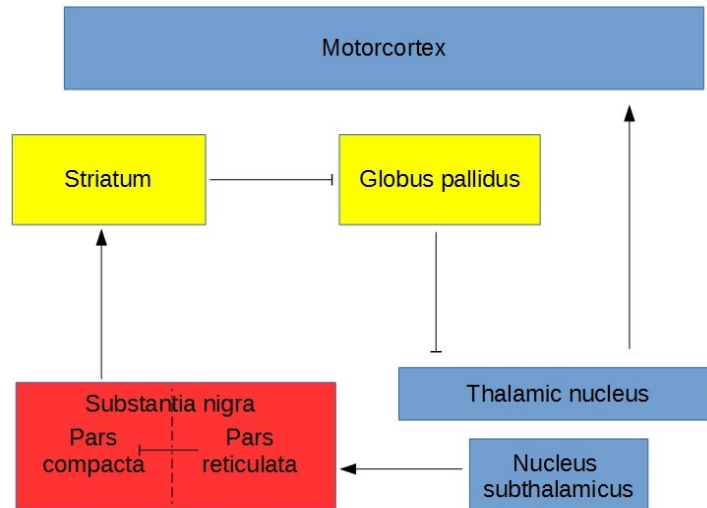 Motorcortex
Striatum
Globus pallidus
Thalamic nucleus
Substantia nigra
Pars
compacta
Pars
reticulata
Nucleus
subthalamicus